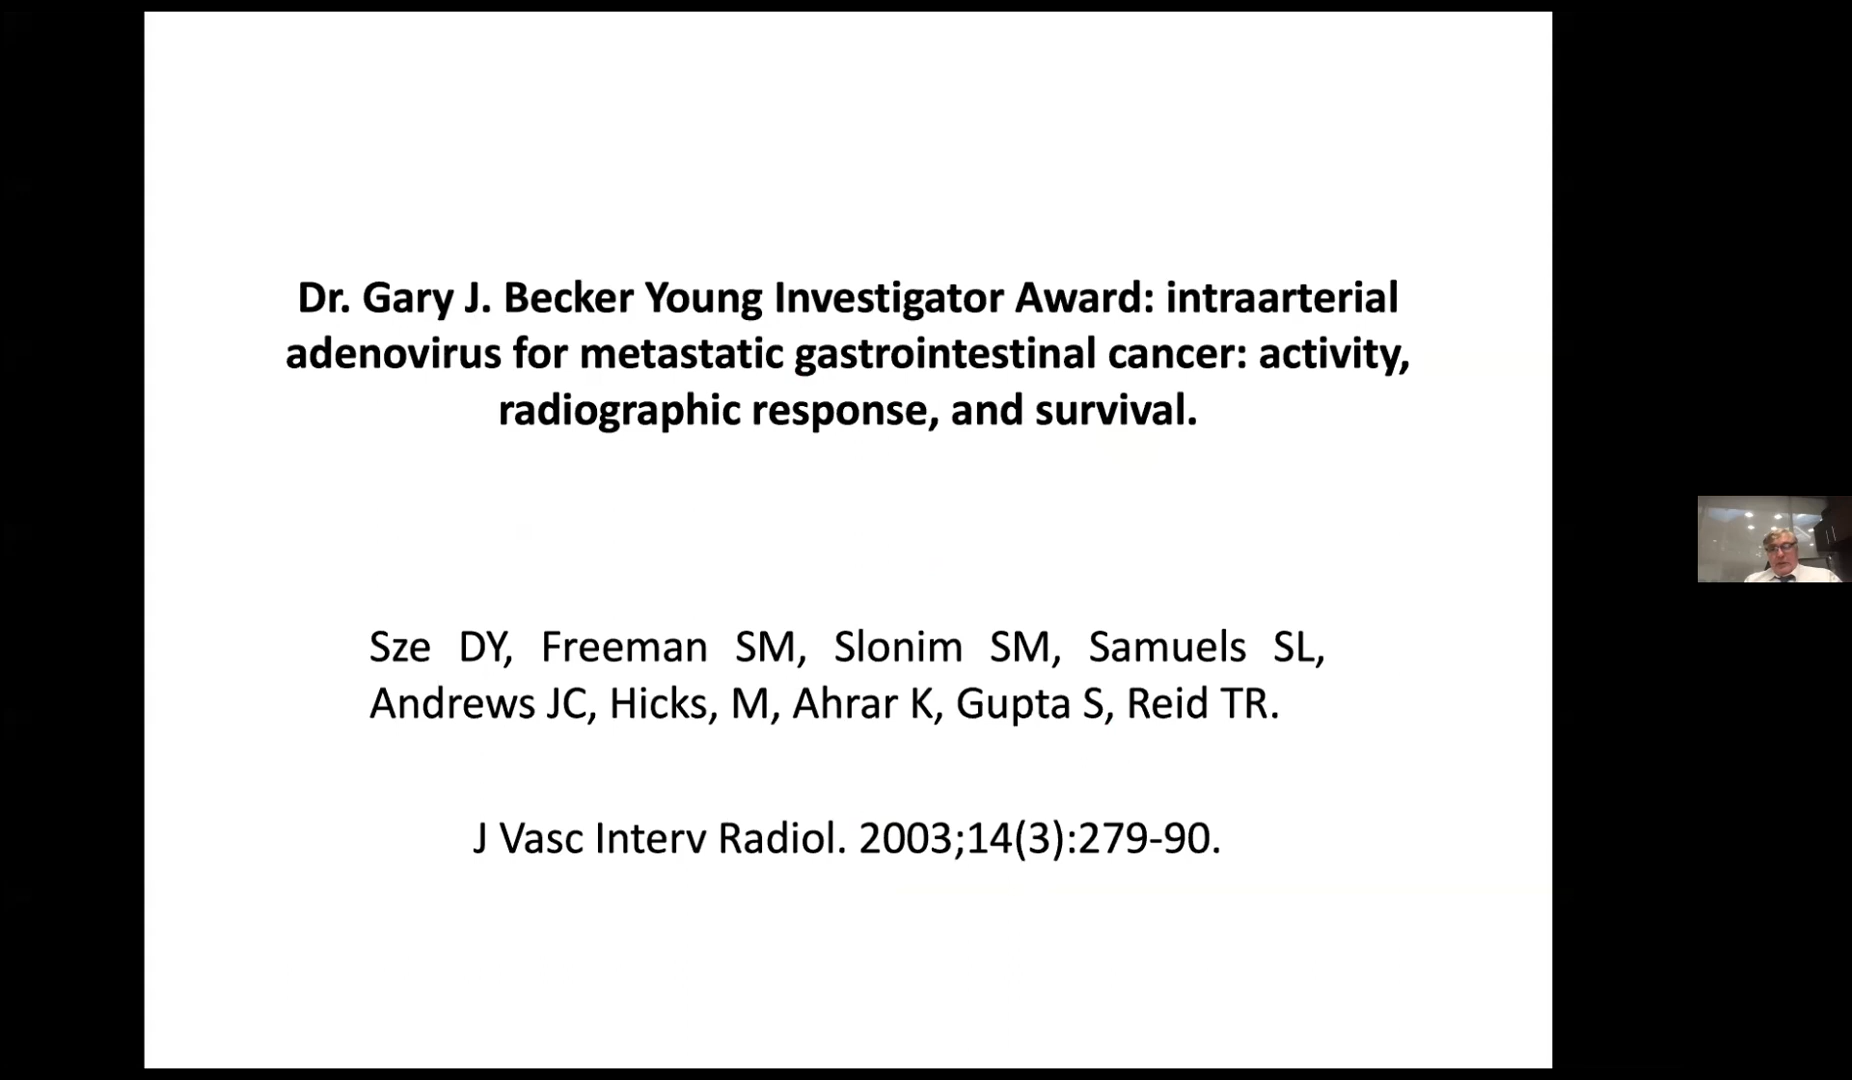 Dr. Gary J. Becker Young Investigator Award: intraarterial
adenovirus for metastatic gastrointestinal cancer: activity,
radiographic response, and survival.
Sze DY, Freeman SM, Slonim SM, Samuels SL,
Andrews JC, Hicks, M, Ahrar K, Gupta S, Reid TR.
J Vasc Interv Radiol. 2003;14(3):279-90.